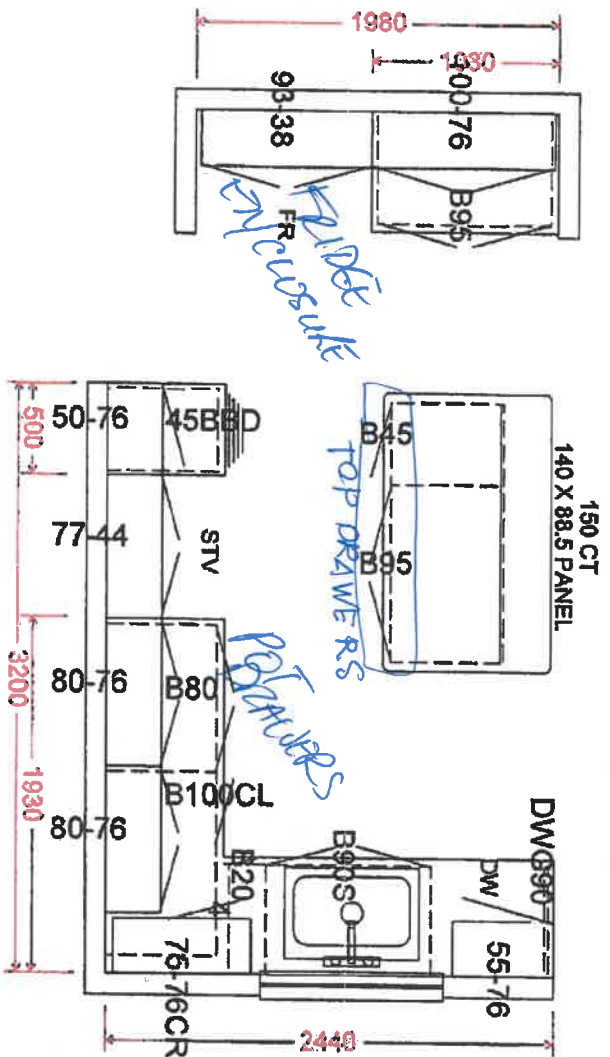 1980
1030
93-38
100-76
B95
FR
FRIDGE
ENCLOSURE
150 CT
140 X 88.5 PANEL
50-76
500
45BBD
B45
TOP DRAWERS
77-44
STV
B95
3200
80-76
B80
POT
DRAWERS
1930
B100CL
80-76
B20
B90S
DW
DWG90
76-76CR
55-76
2440